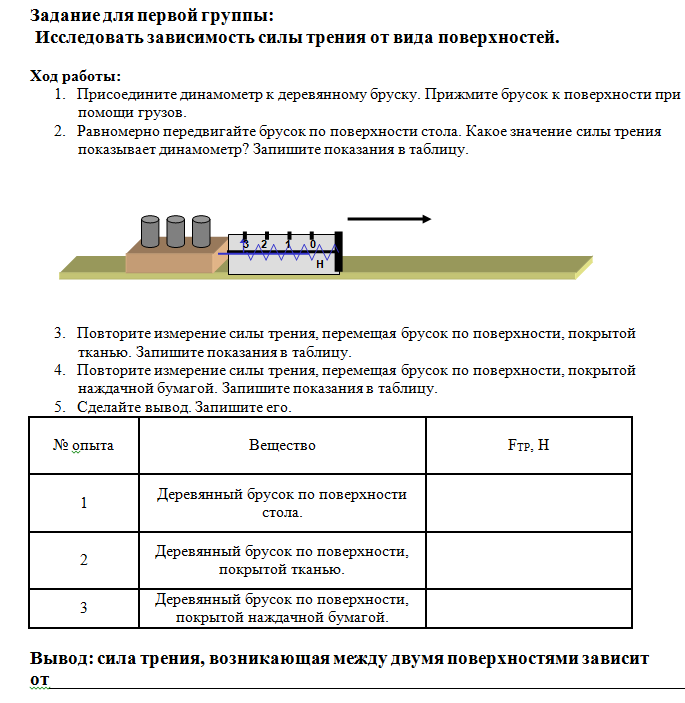 Задание для первой группы:
Исследовать зависимость силы трения от вида поверхностей.
Ход работы:
1. Присоедините динамометр к деревянному бруску. Прижмите брусок к поверхности при
помощи грузов.
2. Равномерно передвигайте брусок по поверхности стола. Какое значение силы трения
показывает динамометр? Запишите показания в таблицу.
3 2 1 0
Н
3. Повторите измерение силы трения, перемещая брусок по поверхности, покрытой
тканью. Запишите показания в таблицу.
4. Повторите измерение силы трения, перемещая брусок по поверхности, покрытой
наждачной бумагой. Запишите показания в таблицу.
5. Сделайте вывод. Запишите его.
№ опыта Вещество FТР, Н
1 Деревянный брусок по поверхности
стола.
2 Деревянный брусок по поверхности,
покрытой тканью.
3 Деревянный брусок по поверхности,
покрытой наждачной бумагой.
Вывод: сила трения, возникающая между двумя поверхностями зависит
от